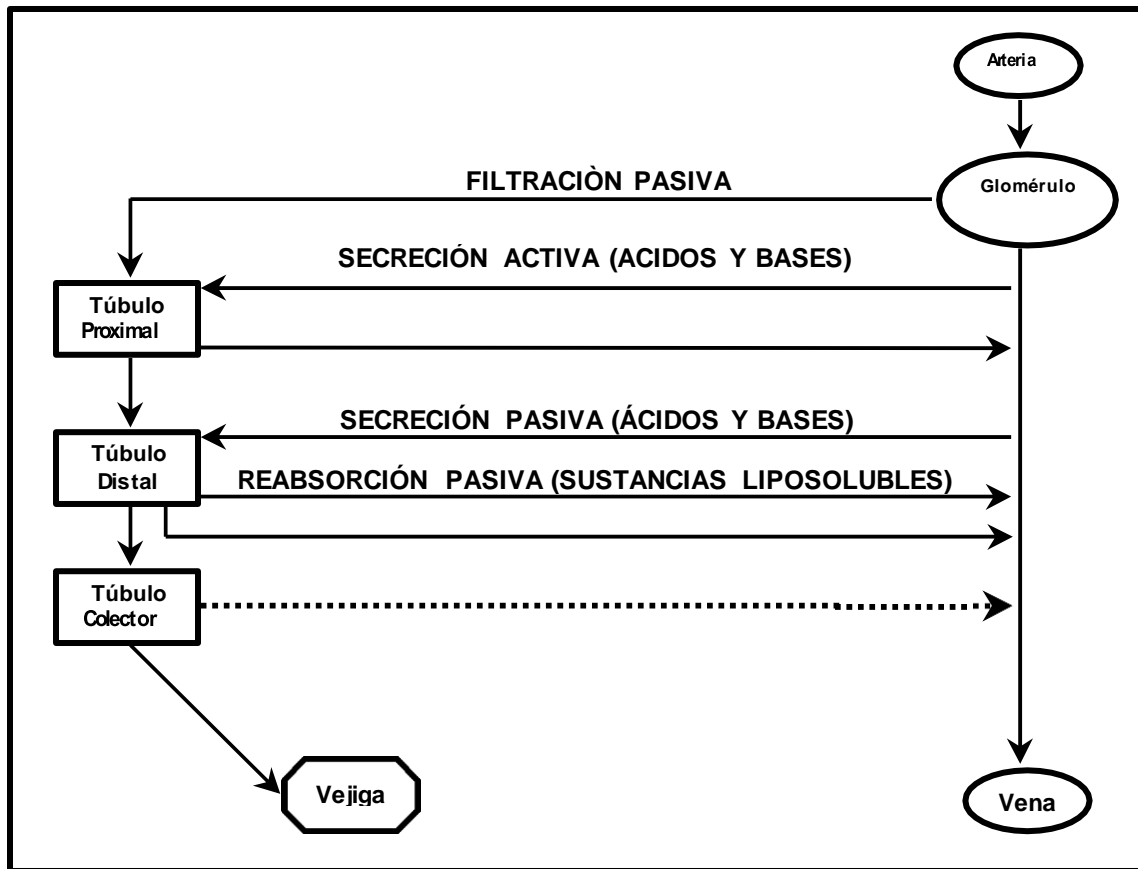 Arteria
Glomérulo
FILTRACIÒN PASIVA
SECRECIÓN ACTIVA (ACIDOS Y BASES)
Túbulo
Proximal
SECRECIÓN PASIVA (ÁCIDOS Y BASES)
Túbulo
Distal
REABSORCIÓN PASIVA (SUSTANCIAS LIPOSOLUBLES)
Túbulo
Colector
Vejiga
Vena